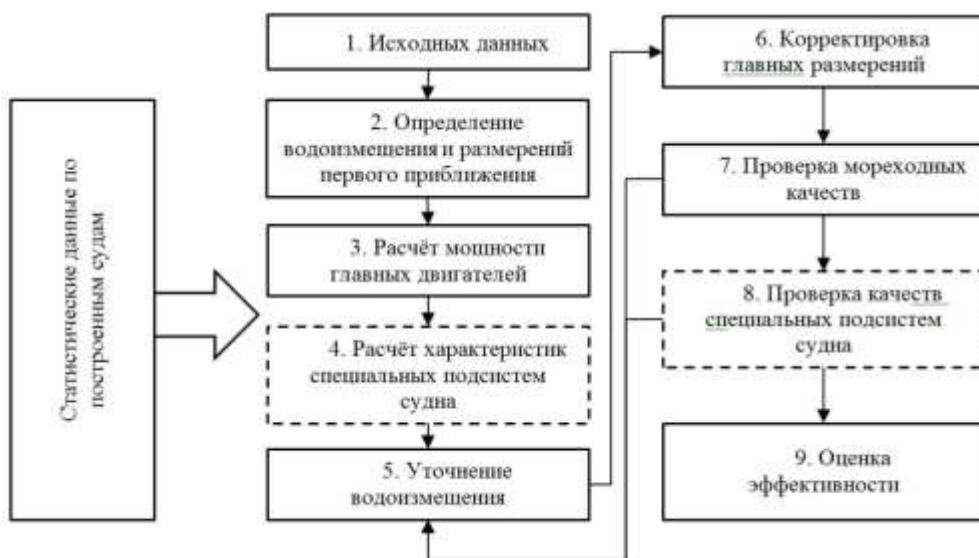 Статистические данные по
построенным судам
1. Исходных данных
2. Определение
водоизмещения и размерений
первого приближения
3. Расчёт мощности
главных двигателей
4. Расчёт характеристик
специальных подсистем
судна
5. Уточнение
водоизмещения
6. Корректировка
главных размерений
7. Проверка мореходных
качеств
8. Проверка качеств
специальных подсистем
судна
9. Оценка
эффективности